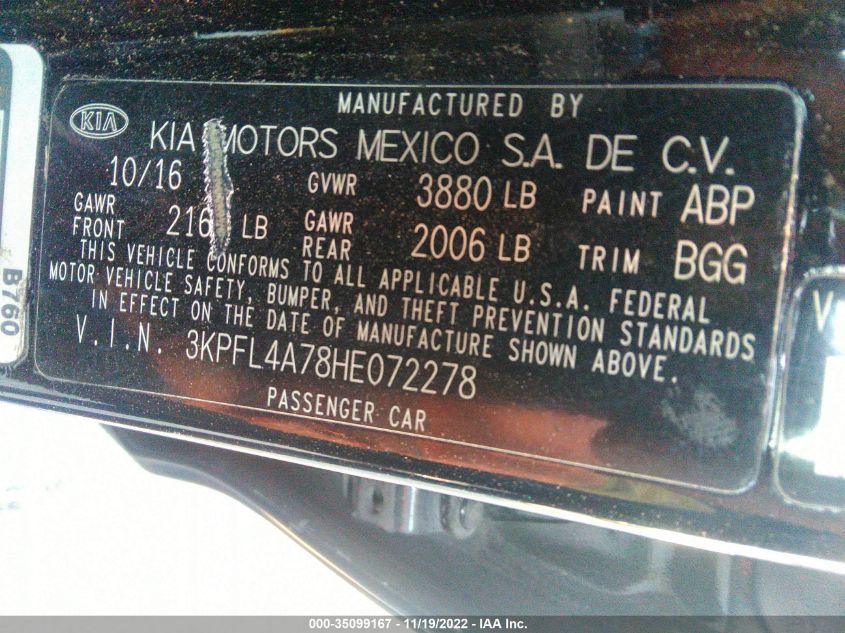 MANUFACTURED BY
KIA
KIA MOTORS MEXICO S.A. DE C.V.
10/16 GVWR 3880 LB PAINT ABP
GAWR FRONT 216 LB GAWR REAR 2006 LB TRIM BGG
THIS VEHICLE CONFORMS TO ALL APPLICABLE U.S.A. FEDERAL
MOTOR VEHICLE SAFETY, BUMPER, AND THEFT PREVENTION STANDARDS
IN EFFECT ON THE DATE OF MANUFACTURE SHOWN ABOVE.
V.I.N. 3KPFL4A78HE072278
PASSENGER CAR
B760
V
000-35099167 - 11/19/2022 - IAA Inc.